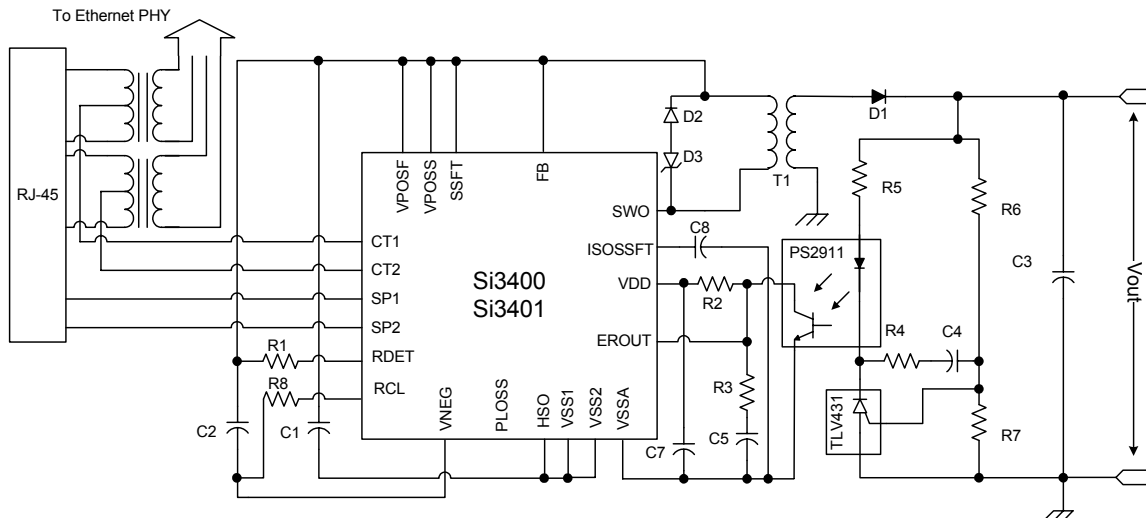 To Ethernet PHY
RJ-45
VPOSF
VPOSS
SSFT
FB
D2
D3
T1
D1
R5
R6
C3
Vout
SWO
ISOSSFT
C8
PS2911
CT1
CT2
SP1
SP2
RDET
RCL
Si3400
Si3401
VDD
R2
EROUT
R4
C4
R1
R8
R3
C2
C1
VNEG
PLOSS
HSO
VSS1
VSS2
VSSA
C7
C5
TLV431
R7